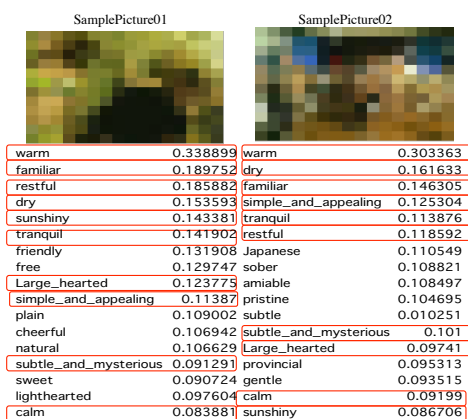 SamplePicture01 SamplePicture02
warm 0.338899 warm 0.303363
familiar 0.189752 dry 0.161633
restful 0.185882 familiar 0.146305
dry 0.153593 simple_and_appealing 0.125304
sunshiny 0.143381 tranquil 0.113876
tranquil 0.141902 restful 0.118592
friendly 0.131908 Japanese 0.110549
free 0.129747 sober 0.108821
Large_hearted 0.123775 amiable 0.108497
simple_and_appealing 0.11387 pristine 0.104695
plain 0.109002 subtle 0.010251
cheerful 0.106942 subtle_and_mysterious 0.101
natural 0.106629 Large_hearted 0.09741
subtle_and_mysterious 0.091291 provincial 0.095313
sweet 0.090724 gentle 0.093515
lighthearted 0.097604 calm 0.09199
calm 0.083881 sunshiny 0.086706